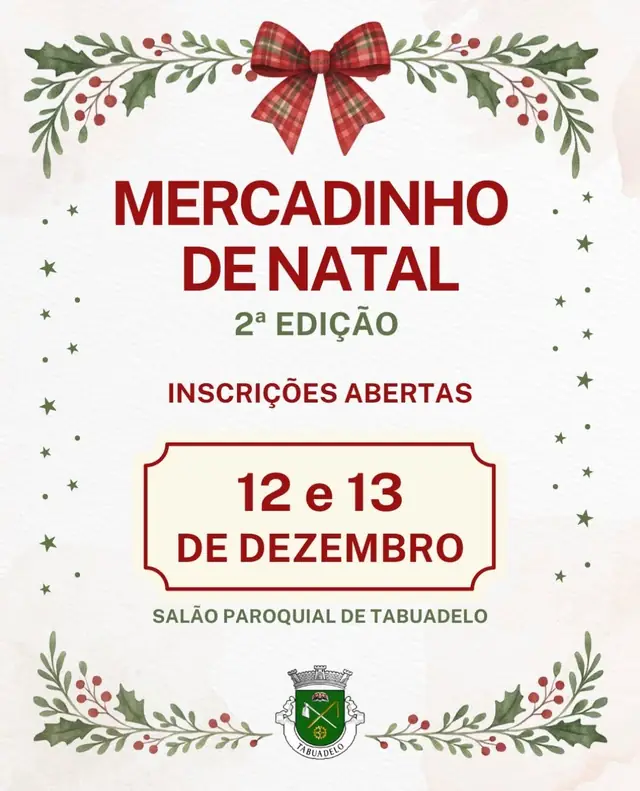 MERCADINHO
DE NATAL
2ª EDIÇÃO
INSCRIÇÕES ABERTAS
12 e 13
DE DEZEMBRO
SALÃO PAROQUIAL DE TABUADELO
TABUADELO